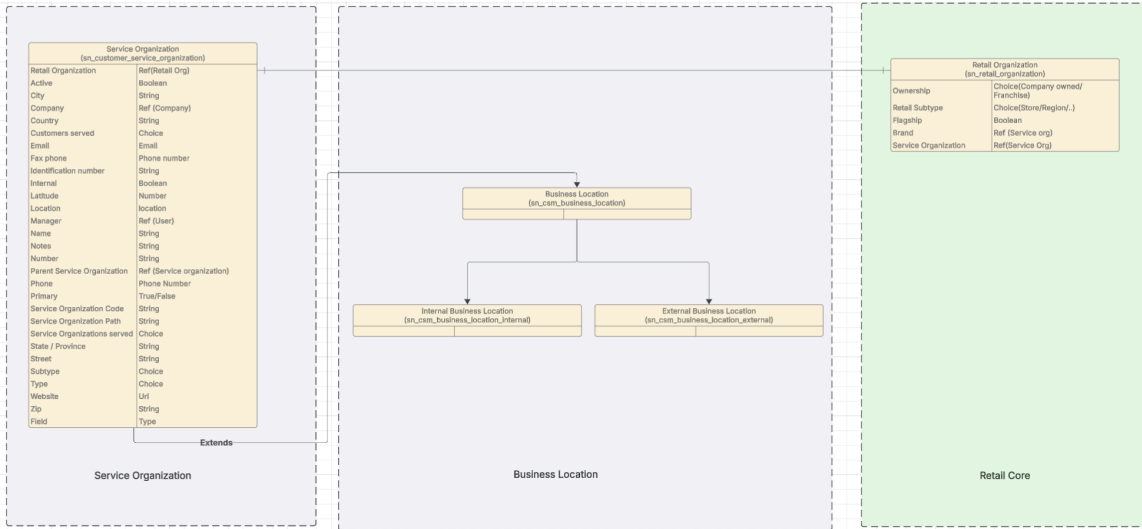 Service Organization
(sn_customer_service_organization)
Retail Organization Ref(Retail Org)
Active Boolean
City String
Company Ref (Company)
Country String
Customers served Choice
Email Email
Fax phone Phone number
Identification number String
Internal Boolean
Latitude Number
Location location
Manager Ref (User)
Name String
Notes String
Number String
Parent Service Organization Ref (Service organization)
Phone Phone Number
Primary True/False
Service Organization Code String
Service Organization Path String
Service Organizations served Choice
State / Province String
Street String
Subtype Choice
Type Choice
Website Url
Zip String
Field Type
Extends
Service Organization
Business Location
(sn_csm_business_location)
Internal Business Location
(sn_csm_business_location_internal)
External Business Location
(sn_csm_business_location_external)
Business Location
Retail Organization
(sn_retail_organization)
Ownership Choice(Company owned/
Franchise)
Retail Subtype Choice(Store/Region/..)
Flagship Boolean
Brand Ref (Service org)
Service Organization Ref(Service Org)
Retail Core